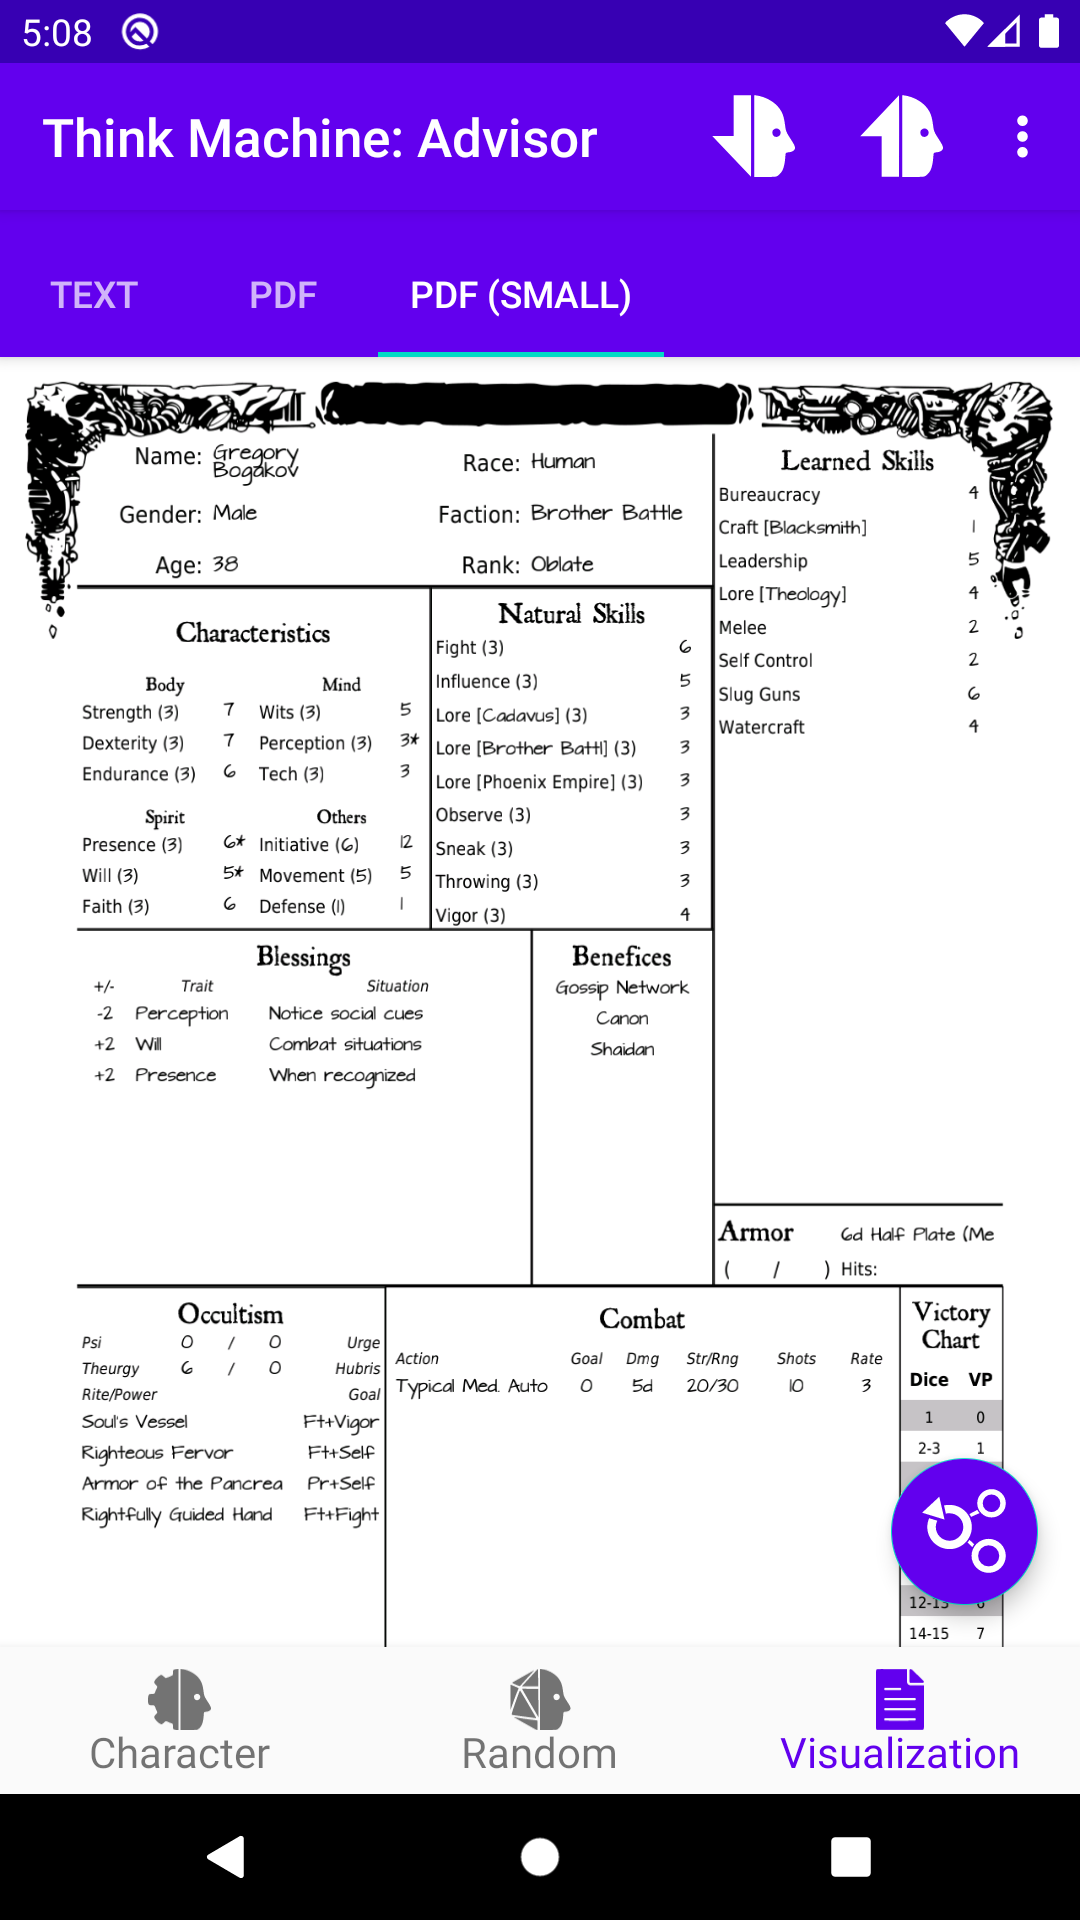 5:08
Think Machine: Advisor
TEXT PDF PDF (SMALL)
Name: Gregory Bogakov
Race: Human
Gender: Male
Faction: Brother Battle
Age: 38
Rank: Oblate
Learned Skills
Bureaucracy 4
Craft [Blacksmith] 1
Leadership 5
Lore [Theology] 4
Melee 2
Self Control 2
Slug Guns 6
Watercraft 4
Characteristics
Body Mind
Strength (3) 7 Wits (3) 5
Dexterity (3) 7 Perception (3) 3*
Endurance (3) 6 Tech (3) 3
Spirit Others
Presence (3) 6* Initiative (6) 12
Will (3) 5* Movement (5) 5
Faith (3) 6 Defense (1) 1
Natural Skills
Fight (3) 6
Influence (3) 5
Lore [Cadavus] (3) 3
Lore [Brother Battl] (3) 3
Lore [Phoenix Empire] (3) 3
Observe (3) 3
Sneak (3) 3
Throwing (3) 3
Vigor (3) 4
Blessings
+/- Trait Situation
-2 Perception Notice social cues
+2 Will Combat situations
+2 Presence When recognized
Benefices
Gossip Network
Canon
Shaidan
Armor 6d Half Plate (Me
( / ) Hits:
Occultism
Psi 0 / 0 Urge
Theurgy 6 / 0 Hubris
Rite/Power Goal
Soul's Vessel Ft+Vigor
Righteous Fervor Ft+Self
Armor of the Pancrea Pr+Self
Rightfully Guided Hand Ft+Fight
Combat
Action Goal Dmg Str/Rng Shots Rate
Typical Med. Auto 0 5d 20/30 10 3
Victory
Chart
Dice VP
1 0
2-3 1
12-13 6
14-15 7
Character Random Visualization